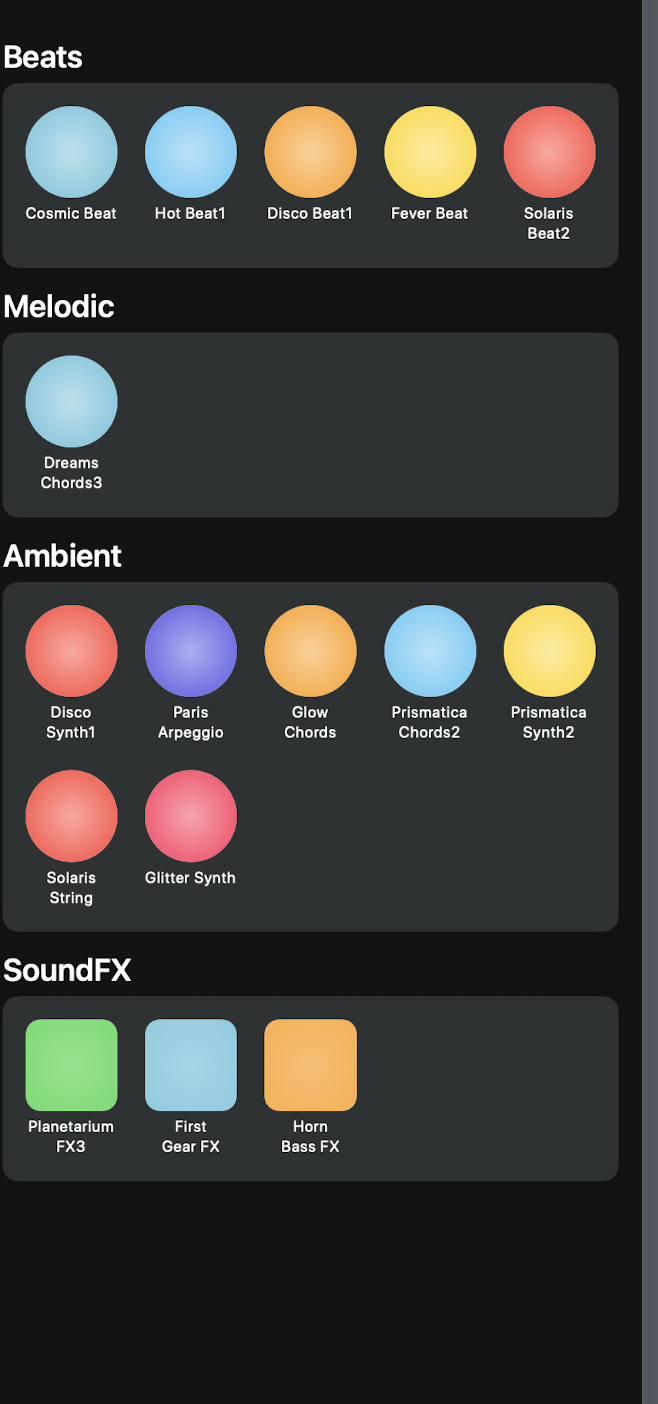 Beats
Cosmic Beat
Hot Beat1
Disco Beat1
Fever Beat
Solaris
Beat2
Melodic
Dreams
Chords3
Ambient
Disco
Synth1
Paris
Arpeggio
Glow
Chords
Prismatica
Chords2
Prismatica
Synth2
Solaris
String
Glitter Synth
SoundFX
Planetarium
FX3
First
Gear FX
Horn
Bass FX